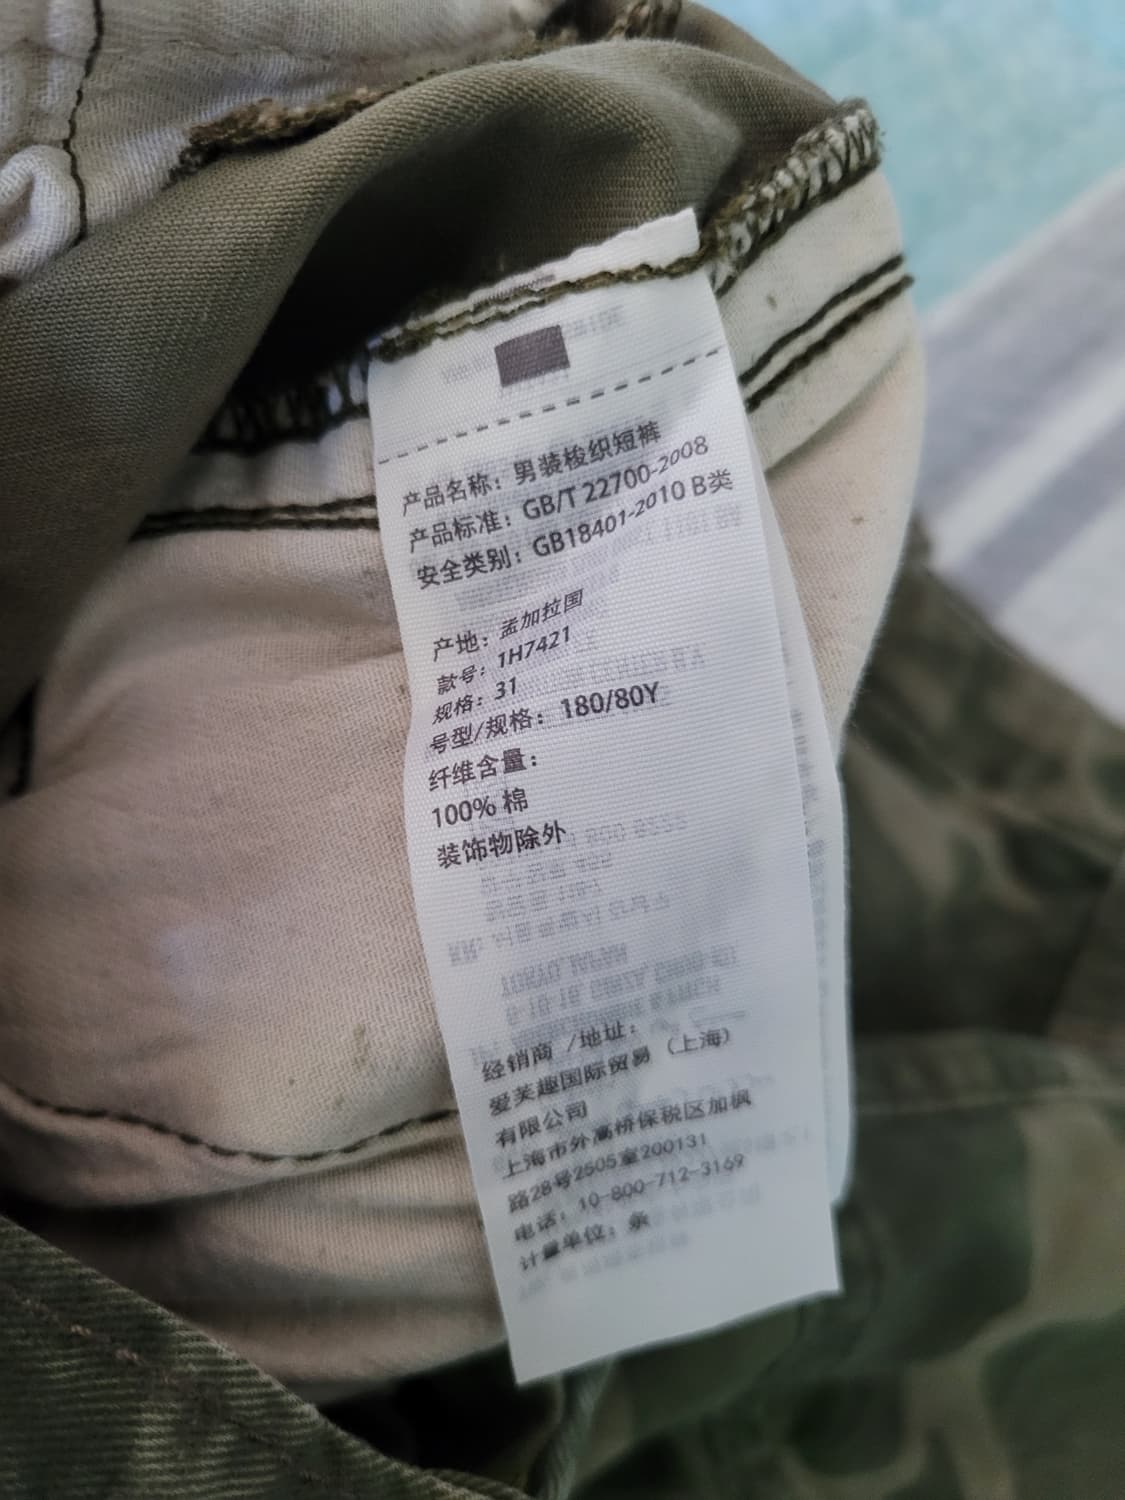 产品名称：男装梭织短裤
产品标准：GB/T 22700-2008
安全类别：GB18401-2010 B类
产地：孟加拉国
款号：1H7421
规格：31
号型/规格：180/80Y
纤维含量：
100% 棉
装饰物除外
经销商 /地址：
爱芙趣国际贸易（上海）
有限公司
上海市外高桥保税区加枫
路28号2505室200131
电话：10-800-712-3169
计量单位：条